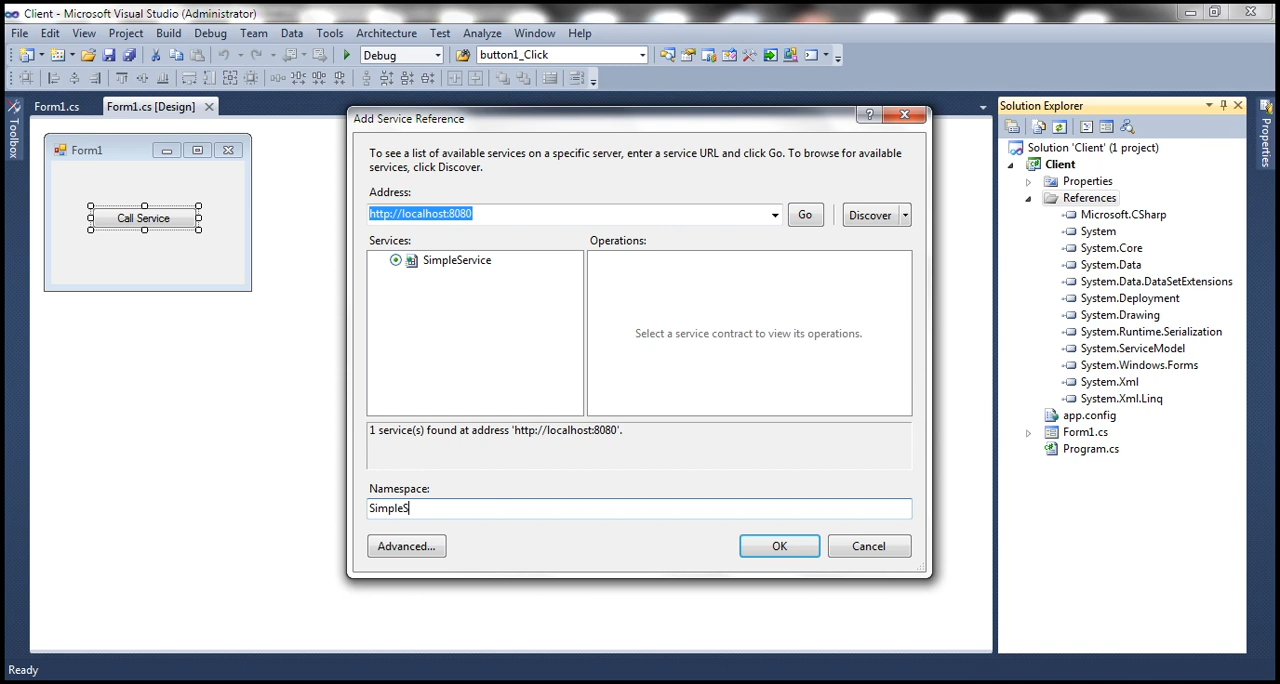 Client - Microsoft Visual Studio (Administrator)
File Edit View Project Build Debug Team Data Tools Architecture Test Analyze Window Help
Debug button1_Click
Form1.cs Form1.cs [Design]
Toolbox
Form1
Call Service
Add Service Reference
To see a list of available services on a specific server, enter a service URL and click Go. To browse for available
services, click Discover.
Address:
http://localhost:8080 Go Discover
Services: Operations:
SimpleService
Select a service contract to view its operations.
1 service(s) found at address 'http://localhost:8080'.
Namespace:
SimpleS
Advanced... OK Cancel
Solution Explorer
Solution 'Client' (1 project)
Client
Properties
References
Microsoft.CSharp
System
System.Core
System.Data
System.Data.DataSetExtensions
System.Deployment
System.Drawing
System.Runtime.Serialization
System.ServiceModel
System.Windows.Forms
System.Xml
System.Xml.Linq
app.config
Form1.cs
Program.cs
Properties
Ready